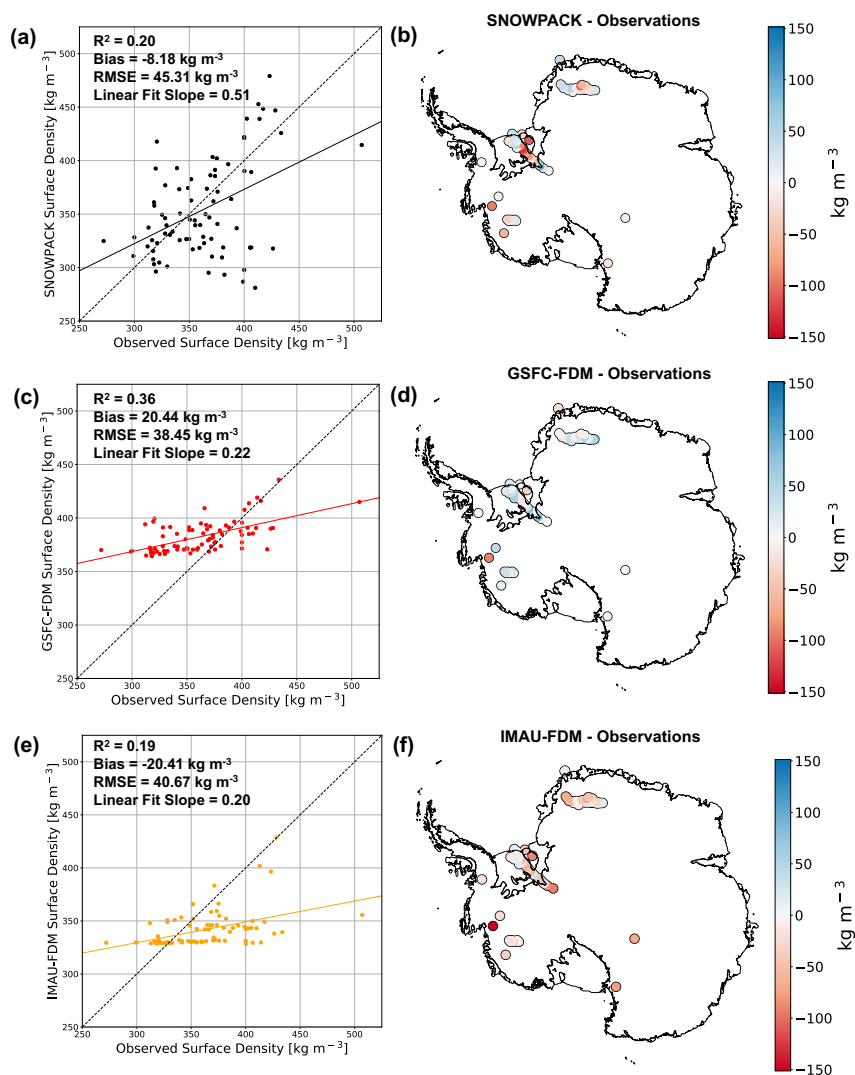 SNOWPACK - Observations
(a)
R² = 0.20
Bias = -8.18 kg m⁻³
RMSE = 45.31 kg m⁻³
Linear Fit Slope = 0.51
SNOWPACK Surface Density [kg m⁻³]
525
500
450
400
350
300
250
250
300
350
400
450
500
Observed Surface Density [kg m⁻³]
(b)
150
100
50
0
−50
−100
−150
kg m⁻³
GSFC-FDM - Observations
(c)
R² = 0.36
Bias = 20.44 kg m⁻³
RMSE = 38.45 kg m⁻³
Linear Fit Slope = 0.22
GSFC-FDM Surface Density [kg m⁻³]
500
450
400
350
300
250
250
300
350
400
450
500
Observed Surface Density [kg m⁻³]
(d)
150
100
50
0
−50
−100
−150
kg m⁻³
IMAU-FDM - Observations
(e)
R² = 0.19
Bias = -20.41 kg m⁻³
RMSE = 40.67 kg m⁻³
Linear Fit Slope = 0.20
IMAU-FDM Surface Density [kg m⁻³]
500
450
400
350
300
250
250
300
350
400
450
500
Observed Surface Density [kg m⁻³]
(f)
150
100
50
0
−50
−100
−150
kg m⁻³